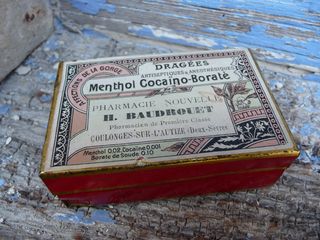 DRAGÉES
ANTISEPTIQUES & ANESTHÉSIQUES
Menthol Cocaïno-Boraté
AFFECTIONS DE LA GORGE
PHARMACIE NOUVELLE
H. BAUDROUET
Pharmacien de Première Classe
COULONGES-SUR-L'AUTIZE (Deux-Sèvres)
Menthol 0,02, Cocaïne 0,001
Borate de Soude 0,10